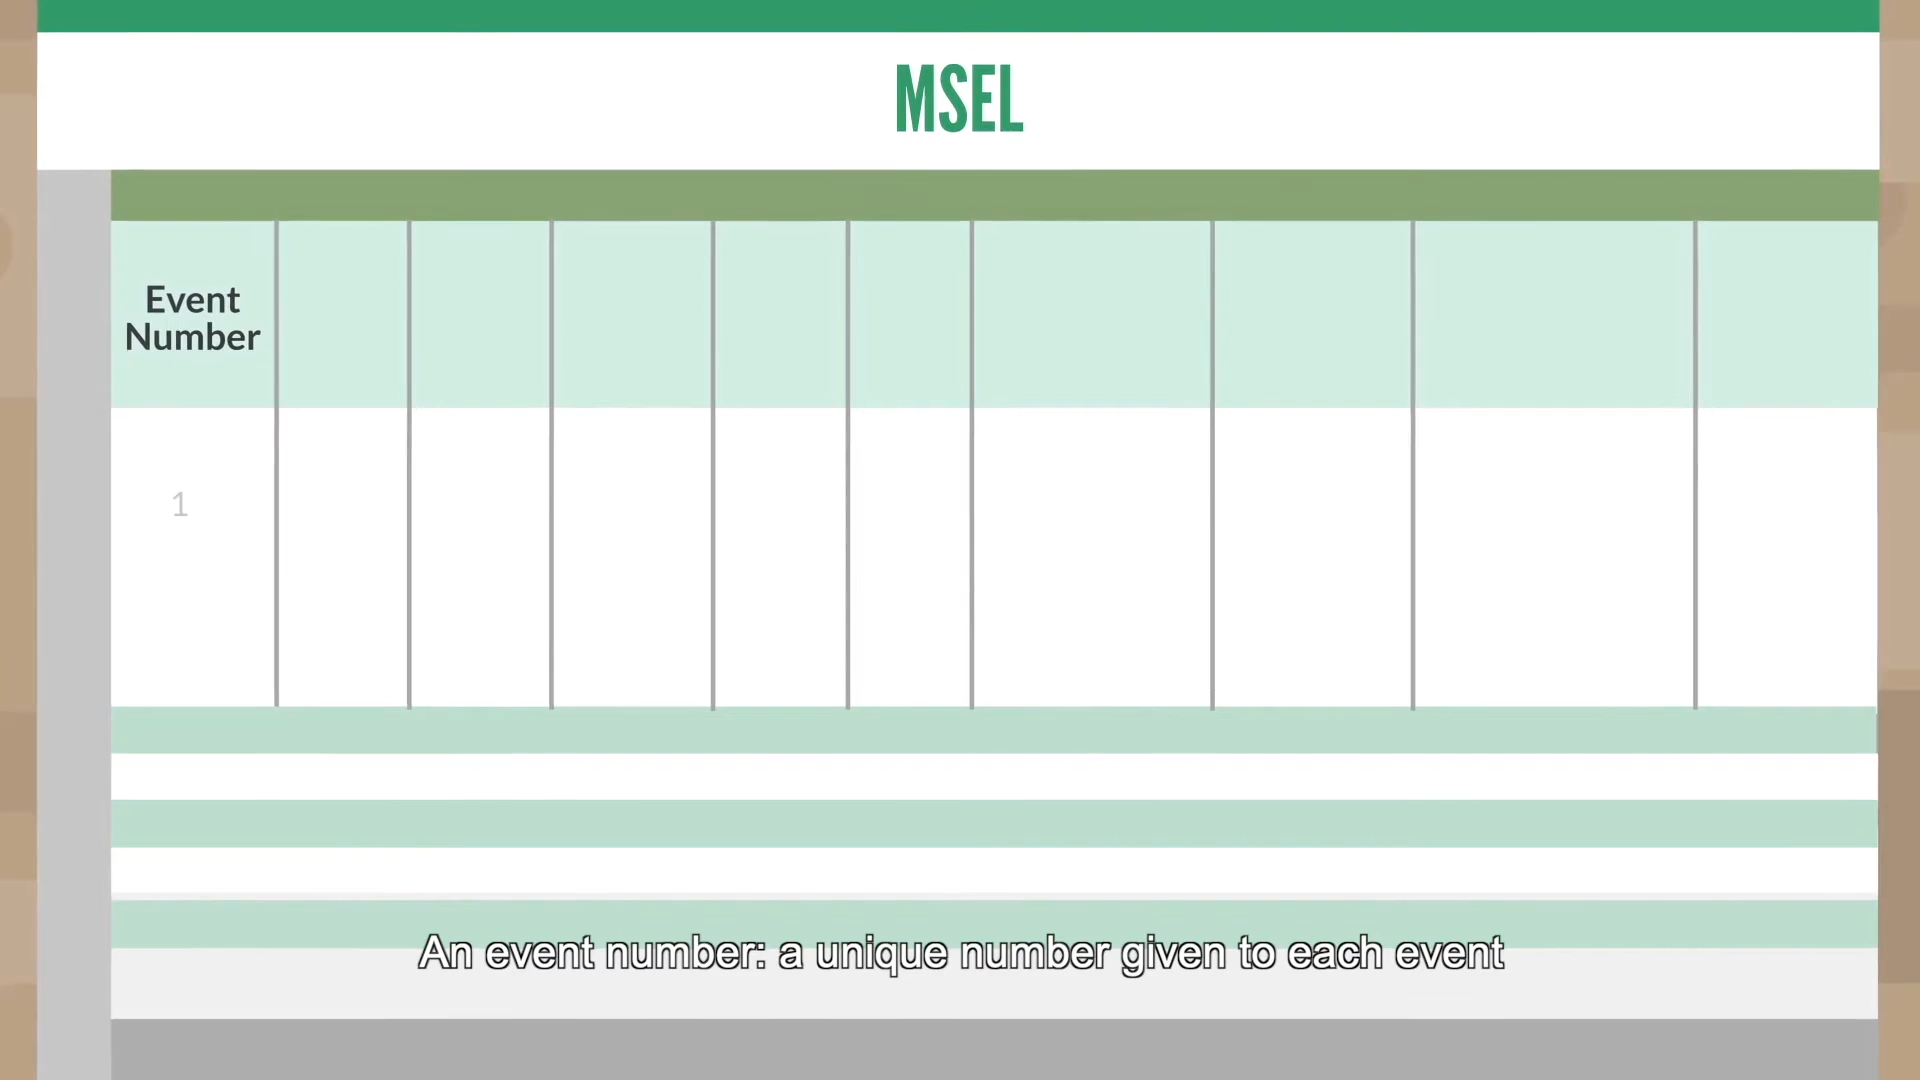 MSEL
Event
Number
1
An event number: a unique number given to each event